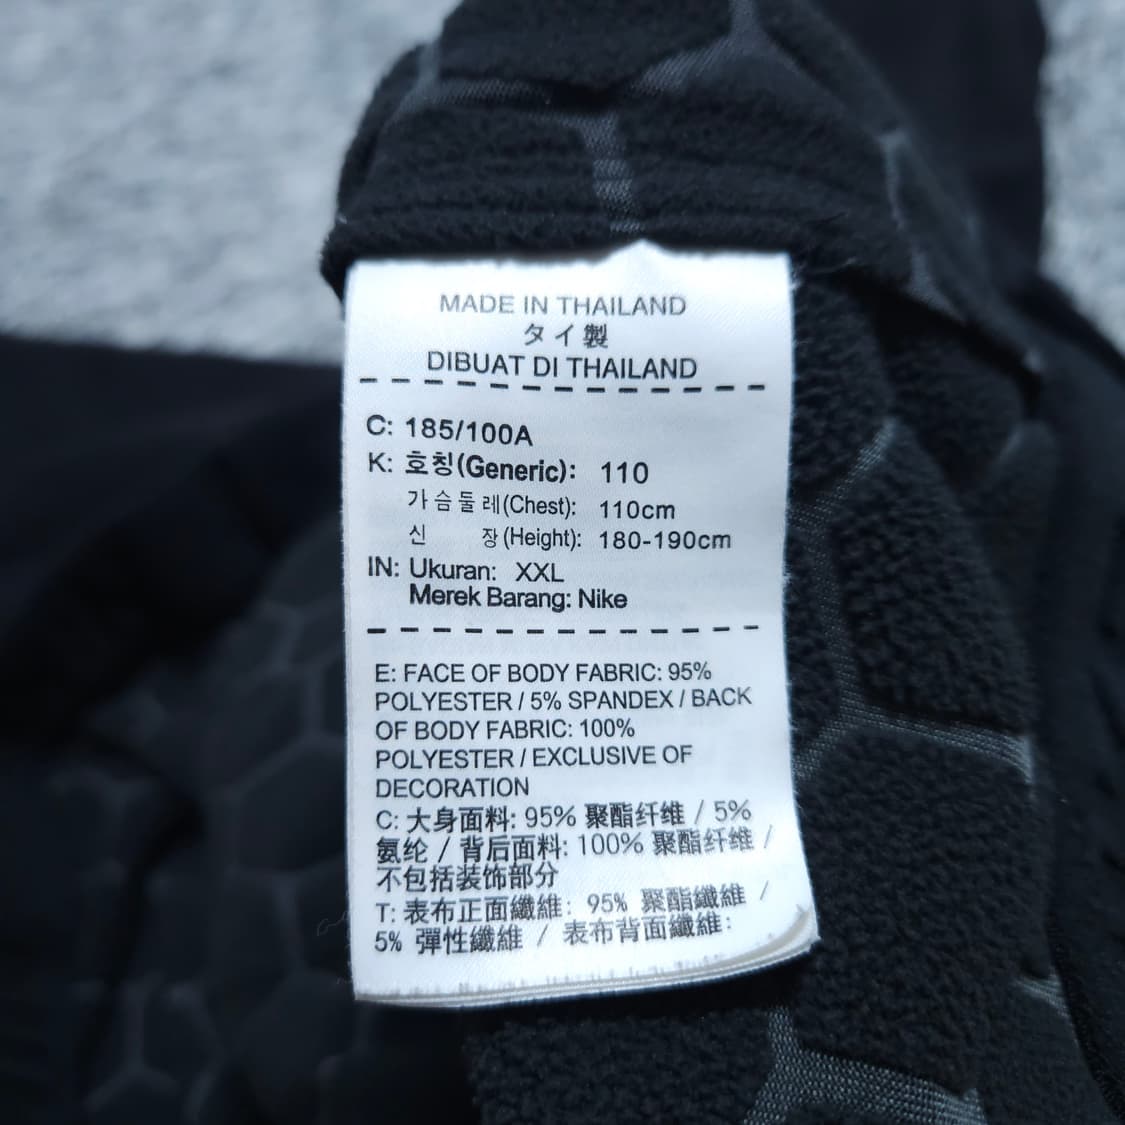 MADE IN THAILAND
タイ製
DIBUAT DI THAILAND
C: 185/100A
K: 호칭(Generic): 110
가슴둘레(Chest): 110cm
신 장(Height): 180-190cm
IN: Ukuran: XXL
Merek Barang: Nike
E: FACE OF BODY FABRIC: 95%
POLYESTER / 5% SPANDEX / BACK
OF BODY FABRIC: 100%
POLYESTER / EXCLUSIVE OF
DECORATION
C: 大身面料: 95% 聚酯纤维 / 5%
氨纶 / 背后面料: 100% 聚酯纤维 /
不包括装饰部分
T: 表布正面纖維: 95% 聚酯纖維 /
5% 彈性纖維 / 表布背面纖維: